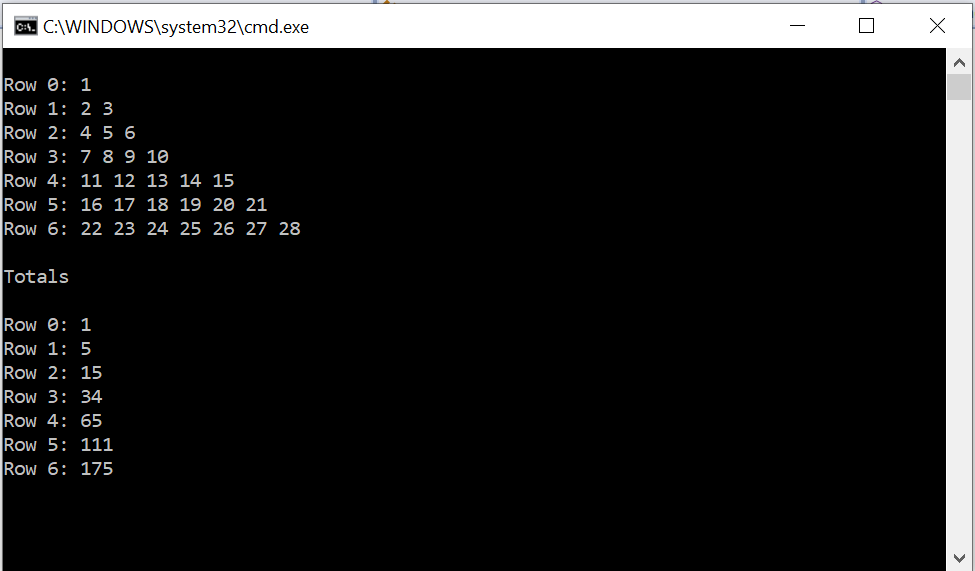 C:\WINDOWS\system32\cmd.exe
Row 0: 1
Row 1: 2 3
Row 2: 4 5 6
Row 3: 7 8 9 10
Row 4: 11 12 13 14 15
Row 5: 16 17 18 19 20 21
Row 6: 22 23 24 25 26 27 28
Totals
Row 0: 1
Row 1: 5
Row 2: 15
Row 3: 34
Row 4: 65
Row 5: 111
Row 6: 175